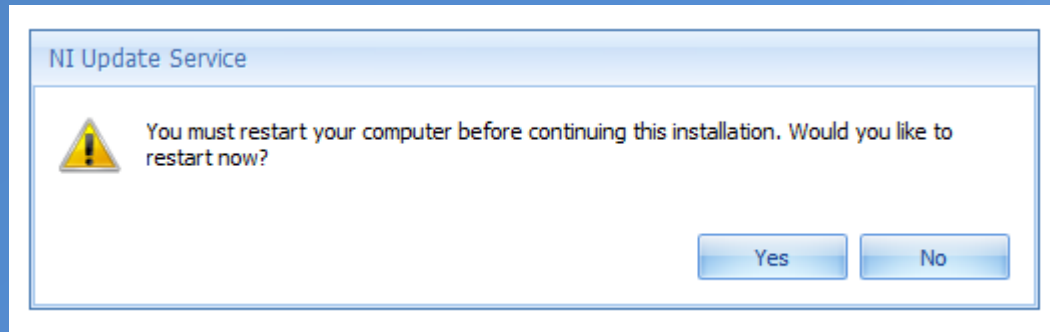 NI Update Service
You must restart your computer before continuing this installation. Would you like to
restart now?
Yes
No